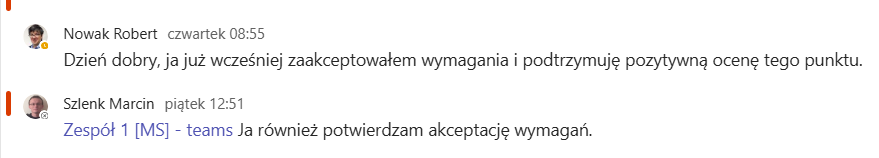 Nowak Robert czwartek 08:55
Dzień dobry, ja już wcześniej zaakceptowałem wymagania i podtrzymuję pozytywną ocenę tego punktu.
Szlenk Marcin piątek 12:51
Zespół 1 [MS] - teams Ja również potwierdzam akceptację wymagań.